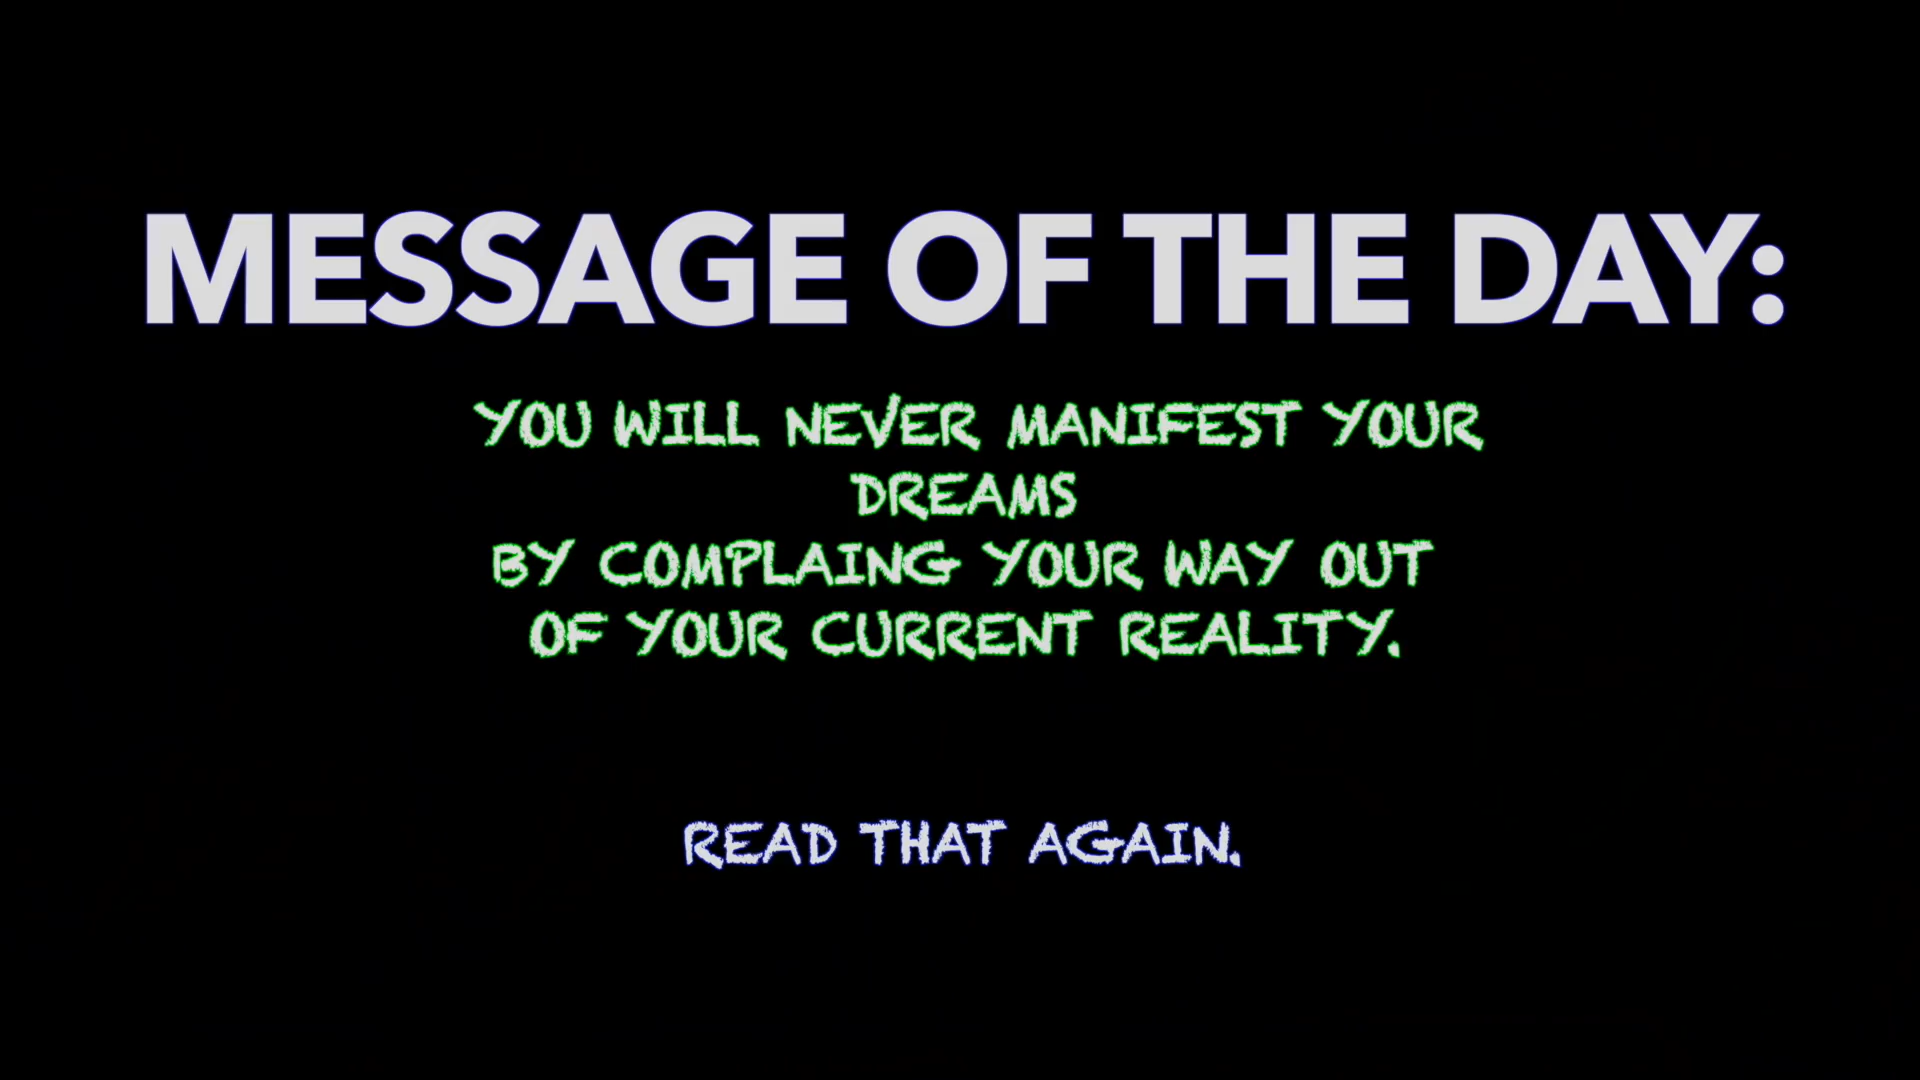 MESSAGE OF THE DAY:
YOU WILL NEVER MANIFEST YOUR
DREAMS
BY COMPLAING YOUR WAY OUT
OF YOUR CURRENT REALITY.
READ THAT AGAIN.